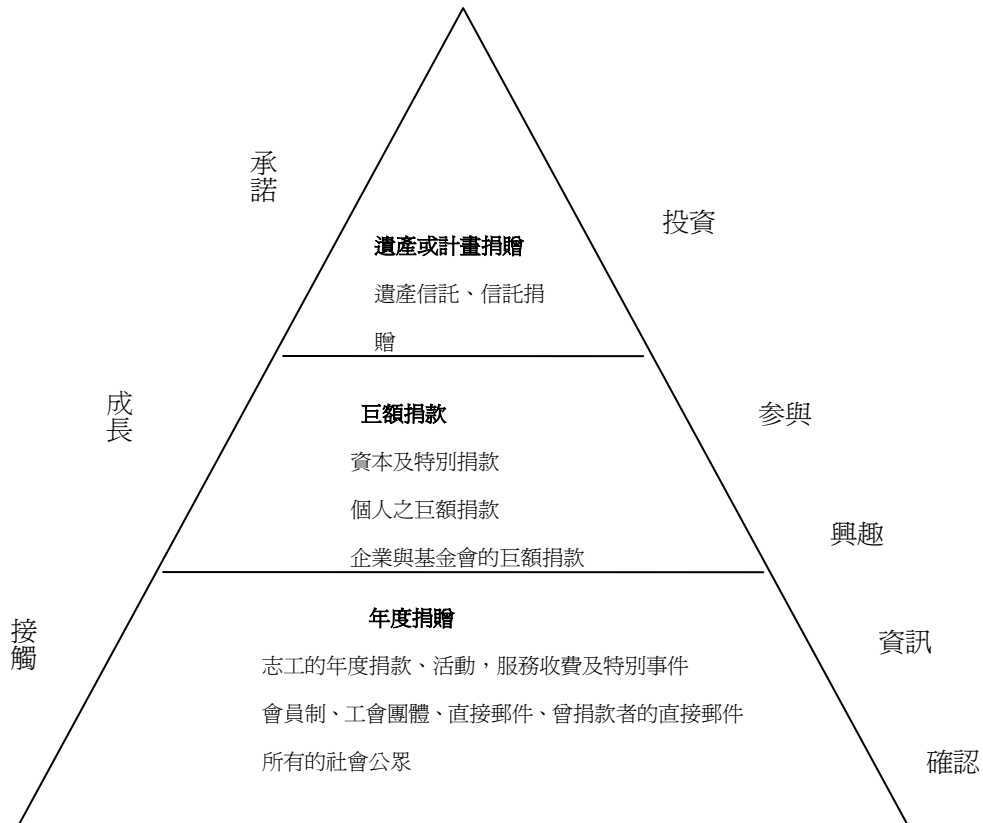 承諾
投資
遺產或計畫捐贈
遺產信託、信託捐
贈
成長
參與
巨額捐款
資本及特別捐款
個人之巨額捐款
興趣
企業與基金會的巨額捐款
年度捐贈
接觸
資訊
志工的年度捐款、活動，服務收費及特別事件
會員制、工會團體、直接郵件、曾捐款者的直接郵件
所有的社會公眾
確認